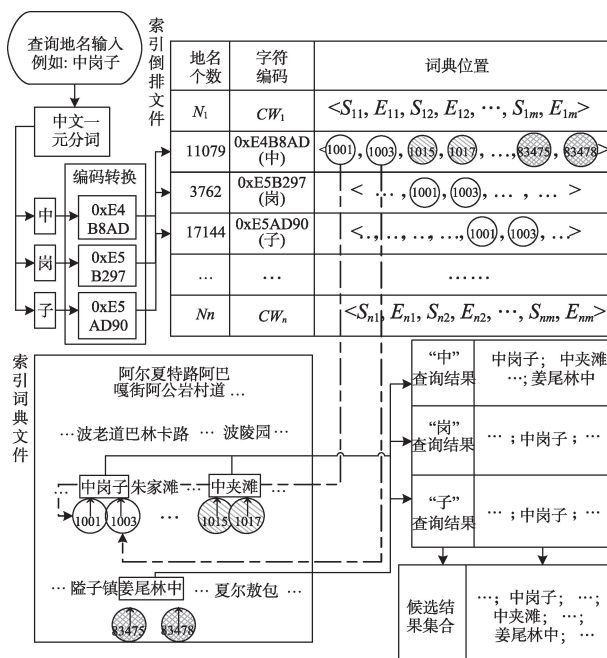 查询地名输入
例如: 中岗子
中文一
元分词
中
岗
子
编码转换
0xE4
B8AD
0xE5
B297
0xE5
AD90
索引倒排文件
地名
个数
字符
编码
词典位置
N1
CW1
<S11, E11, S12, E12, …, S1m, E1m>
11079
0xE4B8AD
(中)
<1001, 1003, 1015, 1017, …, 83475, 83478>
3762
0xE5B297
(岗)
< …, 1001, 1003, …, … >
17144
0xE5AD90
(子)
<…,…, …, …, 1001, 1003, …>
…
…
……
Nn
CWn
<Sn1, En1, Sn2, En2, …, Snm, Enm>
索引词典文件
阿尔夏特路阿巴
嘎街阿公岩村道 …
…波老道巴林卡路 …波陵园…
… 中岗子 朱家滩 … 中夹滩 …
1001 1003 … 1015 1017
…隘子镇姜尾林中 …夏尔敖包 …
83475 83478
“中”
查询结果
中岗子； 中夹滩
…; 姜尾林中
“岗”
查询结果
… ; 中岗子 ; …
“子”
查询结果
… ; 中岗子 ; …
候选结
果集合
…; 中岗子; …;
中夹滩; …;
姜尾林中; …